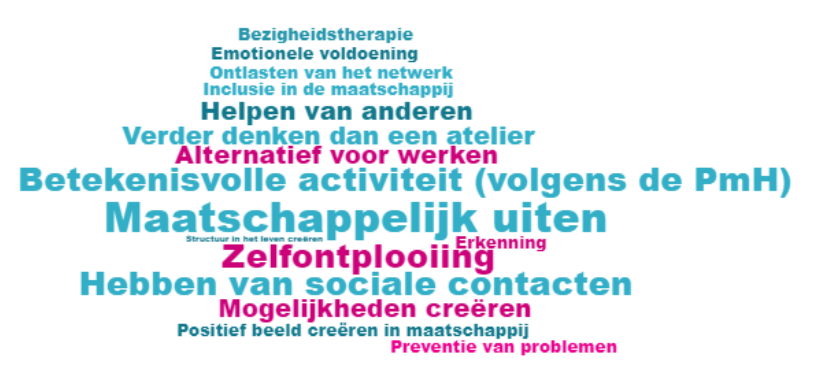 Bezigheidstherapie
Emotionele voldoening
Ontlasten van het netwerk
Inclusie in de maatschappij
Helpen van anderen
Verder denken dan een atelier
Alternatief voor werken
Betekenisvolle activiteit (volgens de PmH)
Maatschappelijk uiten
Structuur in het leven creëren
Erkenning
Zelfontplooiing
Hebben van sociale contacten
Mogelijkheden creëren
Positief beeld creëren in maatschappij
Preventie van problemen